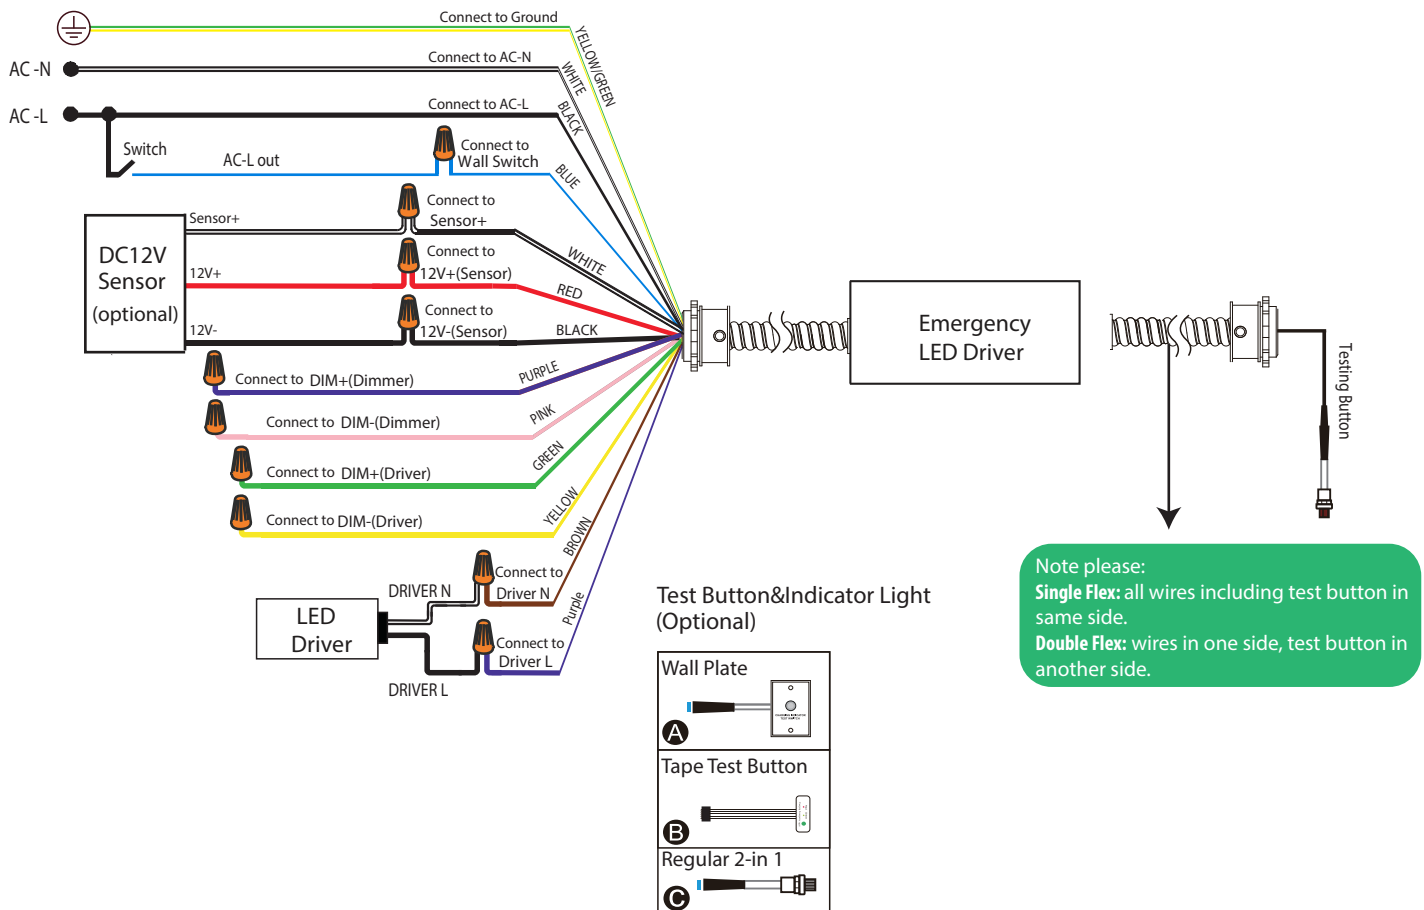 Connect to Ground
YELLOW/GREEN
AC -N
Connect to AC-N
WHITE
AC -L
Connect to AC-L
BLACK
Switch
AC-L out
Connect to
Wall Switch
BLUE
DC12V
Sensor
(optional)
Sensor+
Connect to
Sensor+
WHITE
12V+
Connect to
12V+(Sensor)
RED
12V-
Connect to
12V-(Sensor)
BLACK
Connect to DIM+(Dimmer)
PURPLE
Connect to DIM-(Dimmer)
PINK
Connect to DIM+(Driver)
GREEN
Connect to DIM-(Driver)
YELLOW
BROWN
Purple
LED
Driver
DRIVER N
Connect to
Driver N
Connect to
Driver L
DRIVER L
Emergency
LED Driver
Testing Button
Note please:
Single Flex: all wires including test button in
same side.
Double Flex: wires in one side, test button in
another side.
Test Button&Indicator Light
(Optional)
Wall Plate
CHARGING INDICATOR
TEST SWITCH
A
Tape Test Button
B
Regular 2-in 1
C